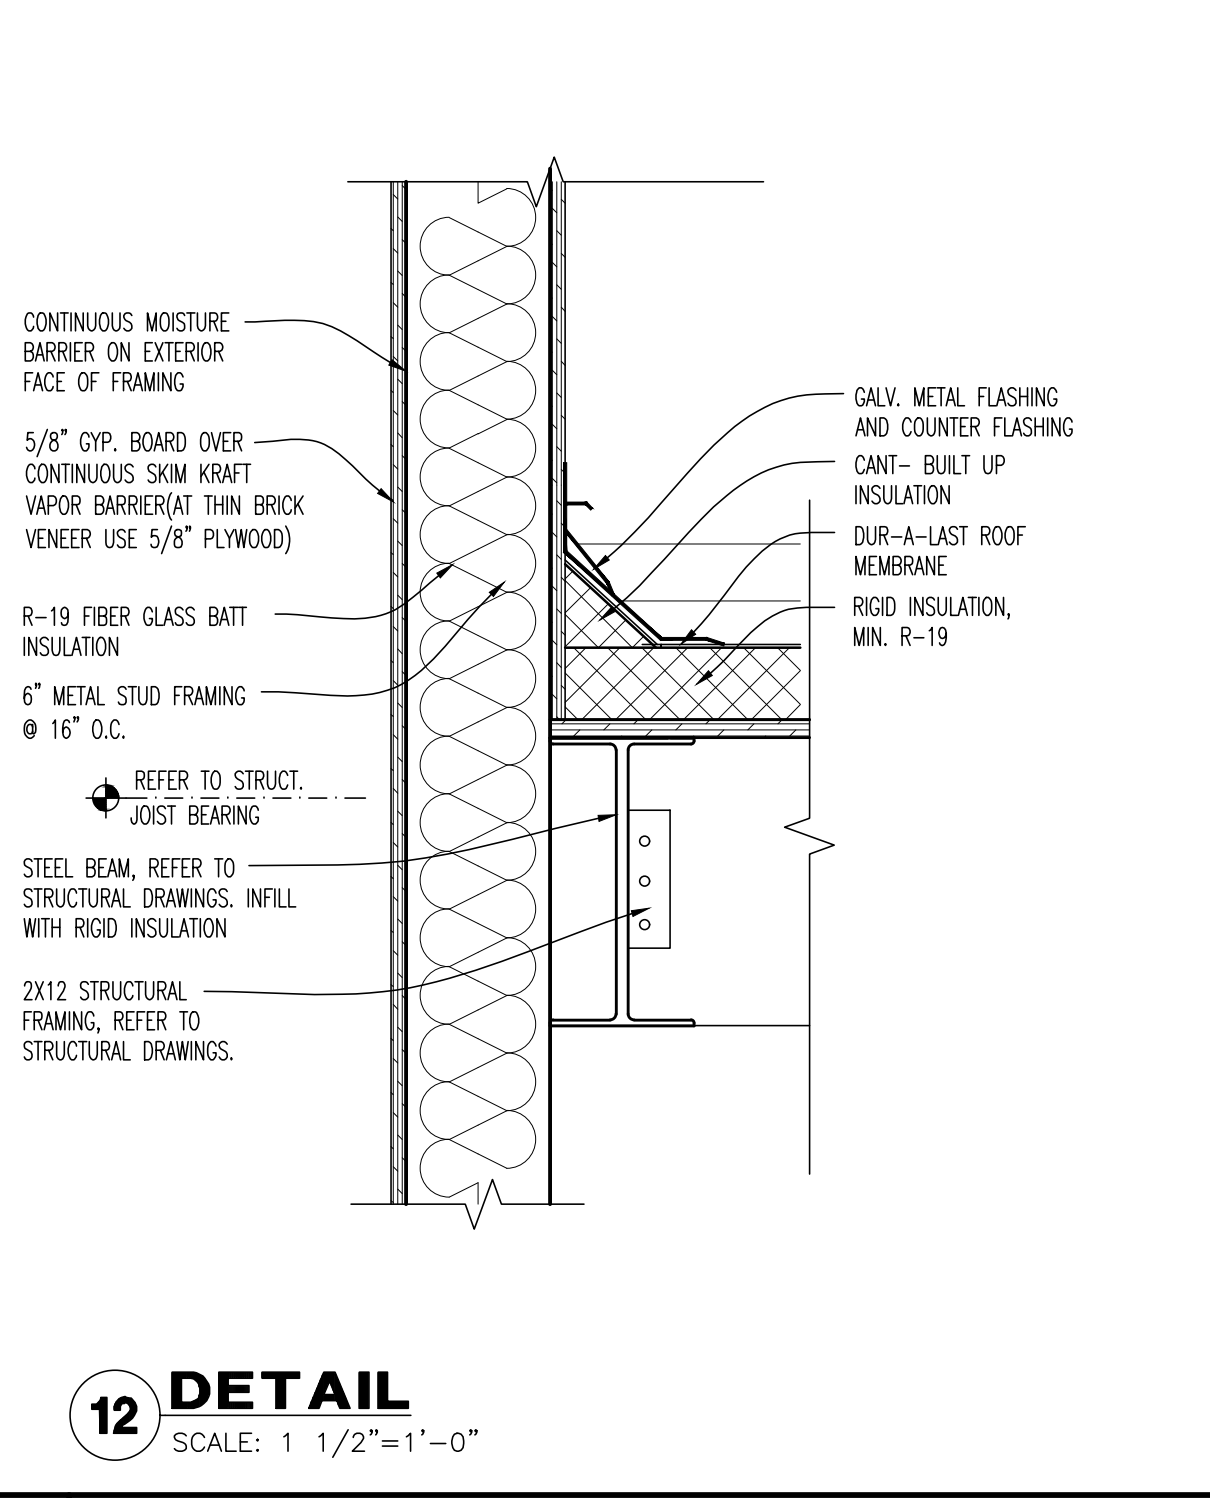 CONTINUOUS MOISTURE
BARRIER ON EXTERIOR
FACE OF FRAMING
5/8" GYP. BOARD OVER
CONTINUOUS SKIM KRAFT
VAPOR BARRIER(AT THIN BRICK
VENEER USE 5/8" PLYWOOD)
R-19 FIBER GLASS BATT
INSULATION
6" METAL STUD FRAMING
@ 16" O.C.
REFER TO STRUCT.
JOIST BEARING
STEEL BEAM, REFER TO
STRUCTURAL DRAWINGS. INFILL
WITH RIGID INSULATION
2X12 STRUCTURAL
FRAMING, REFER TO
STRUCTURAL DRAWINGS.
GALV. METAL FLASHING
AND COUNTER FLASHING
CANT- BUILT UP
INSULATION
DUR-A-LAST ROOF
MEMBRANE
RIGID INSULATION,
MIN. R-19
12 DETAIL
SCALE: 1 1/2"=1'-0"